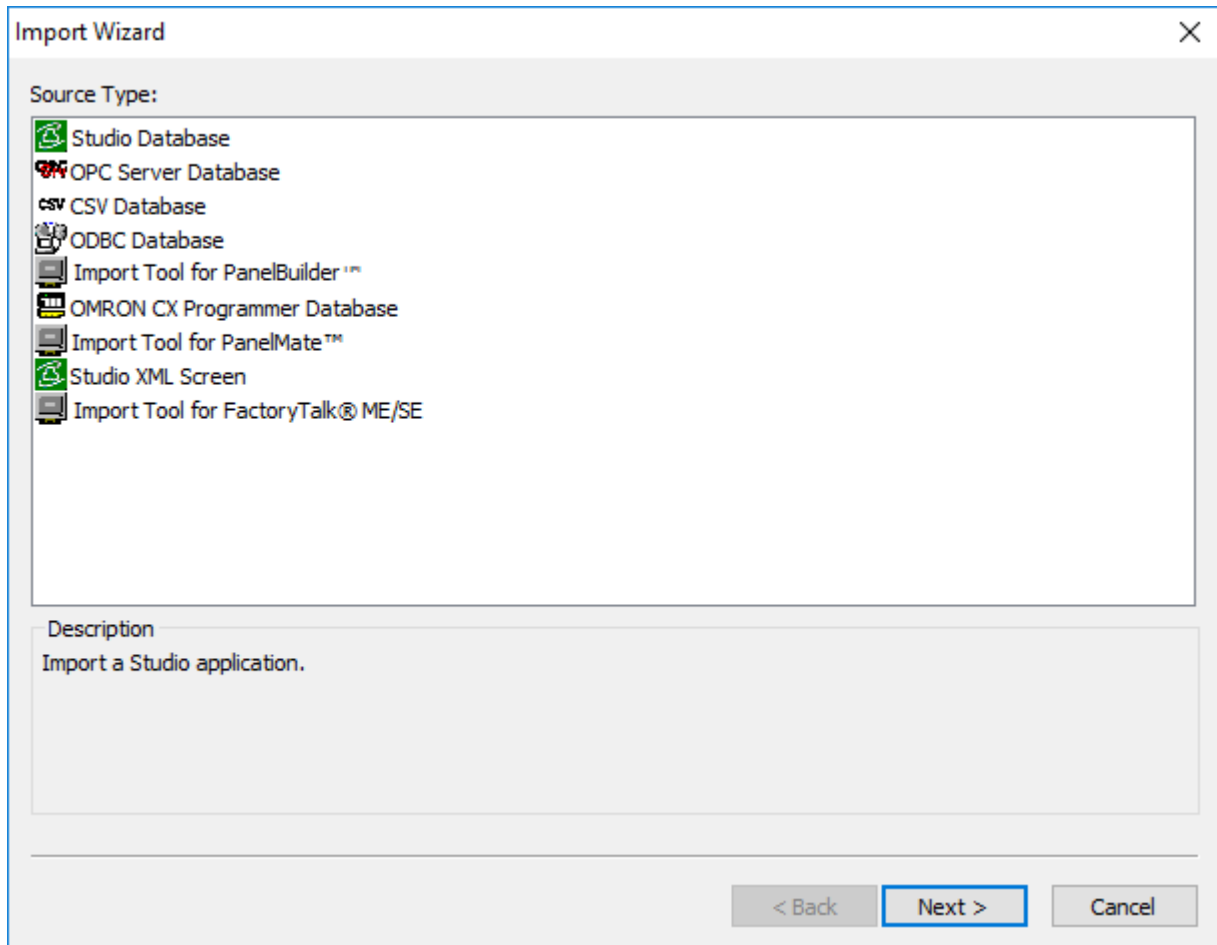 Import Wizard
Source Type:
Studio Database
OPC Server Database
CSV CSV Database
ODBC Database
Import Tool for PanelBuilder™
OMRON CX Programmer Database
Import Tool for PanelMate™
Studio XML Screen
Import Tool for FactoryTalk® ME/SE
Description
Import a Studio application.
< Back Next > Cancel